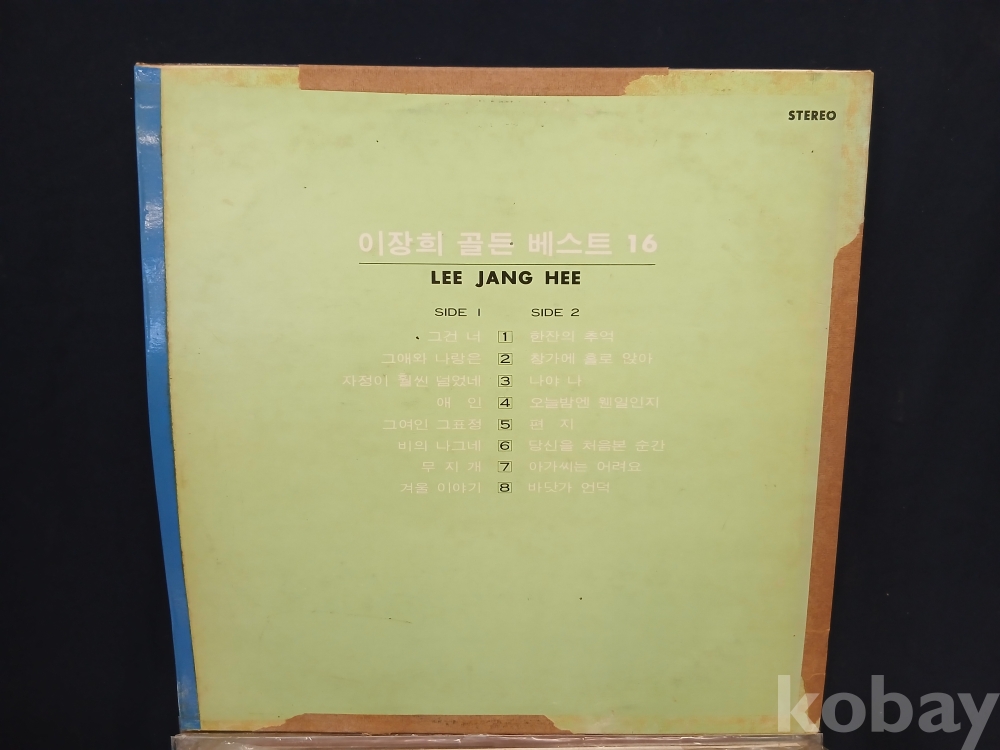 STEREO
이장희 골든 베스트 16
LEE JANG HEE
SIDE 1 SIDE 2
그건 너 1 한잔의 추억
그애와 나랑은 2 창가에 홀로 앉아
자정이 훨씬 넘었네 3 나야 나
애 인 4 오늘밤엔 웬일인지
그여인 그표정 5 편 지
비의 나그네 6 당신을 처음본 순간
무 지 개 7 아가씨는 어려요
겨울 이야기 8 바닷가 언덕
kobay